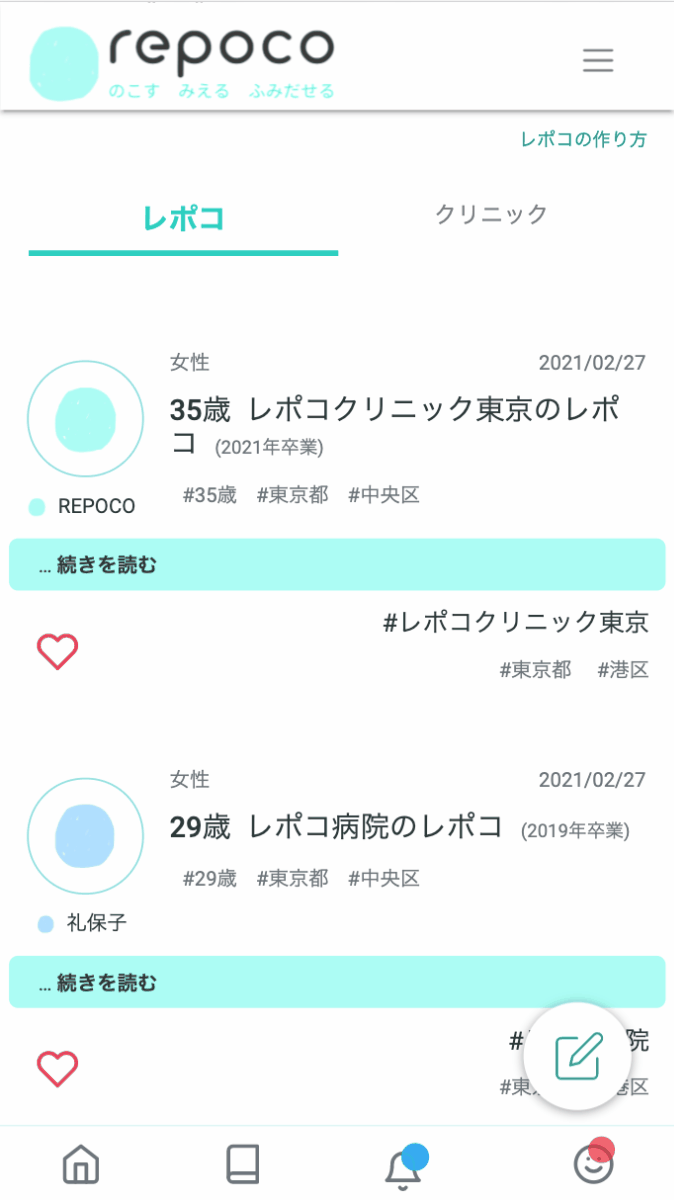 repoco
のこす みえる ふみだせる
レポコの作り方
レポコ クリニック
女性 2021/02/27
35歳 レポコクリニック東京のレポ
コ (2021年卒業)
#35歳 #東京都 #中央区
REPOCO
... 続きを読む
#レポコクリニック東京
#東京都 #港区
女性 2021/02/27
29歳 レポコ病院のレポコ (2019年卒業)
#29歳 #東京都 #中央区
礼保子
... 続きを読む
# 院
#東 港区